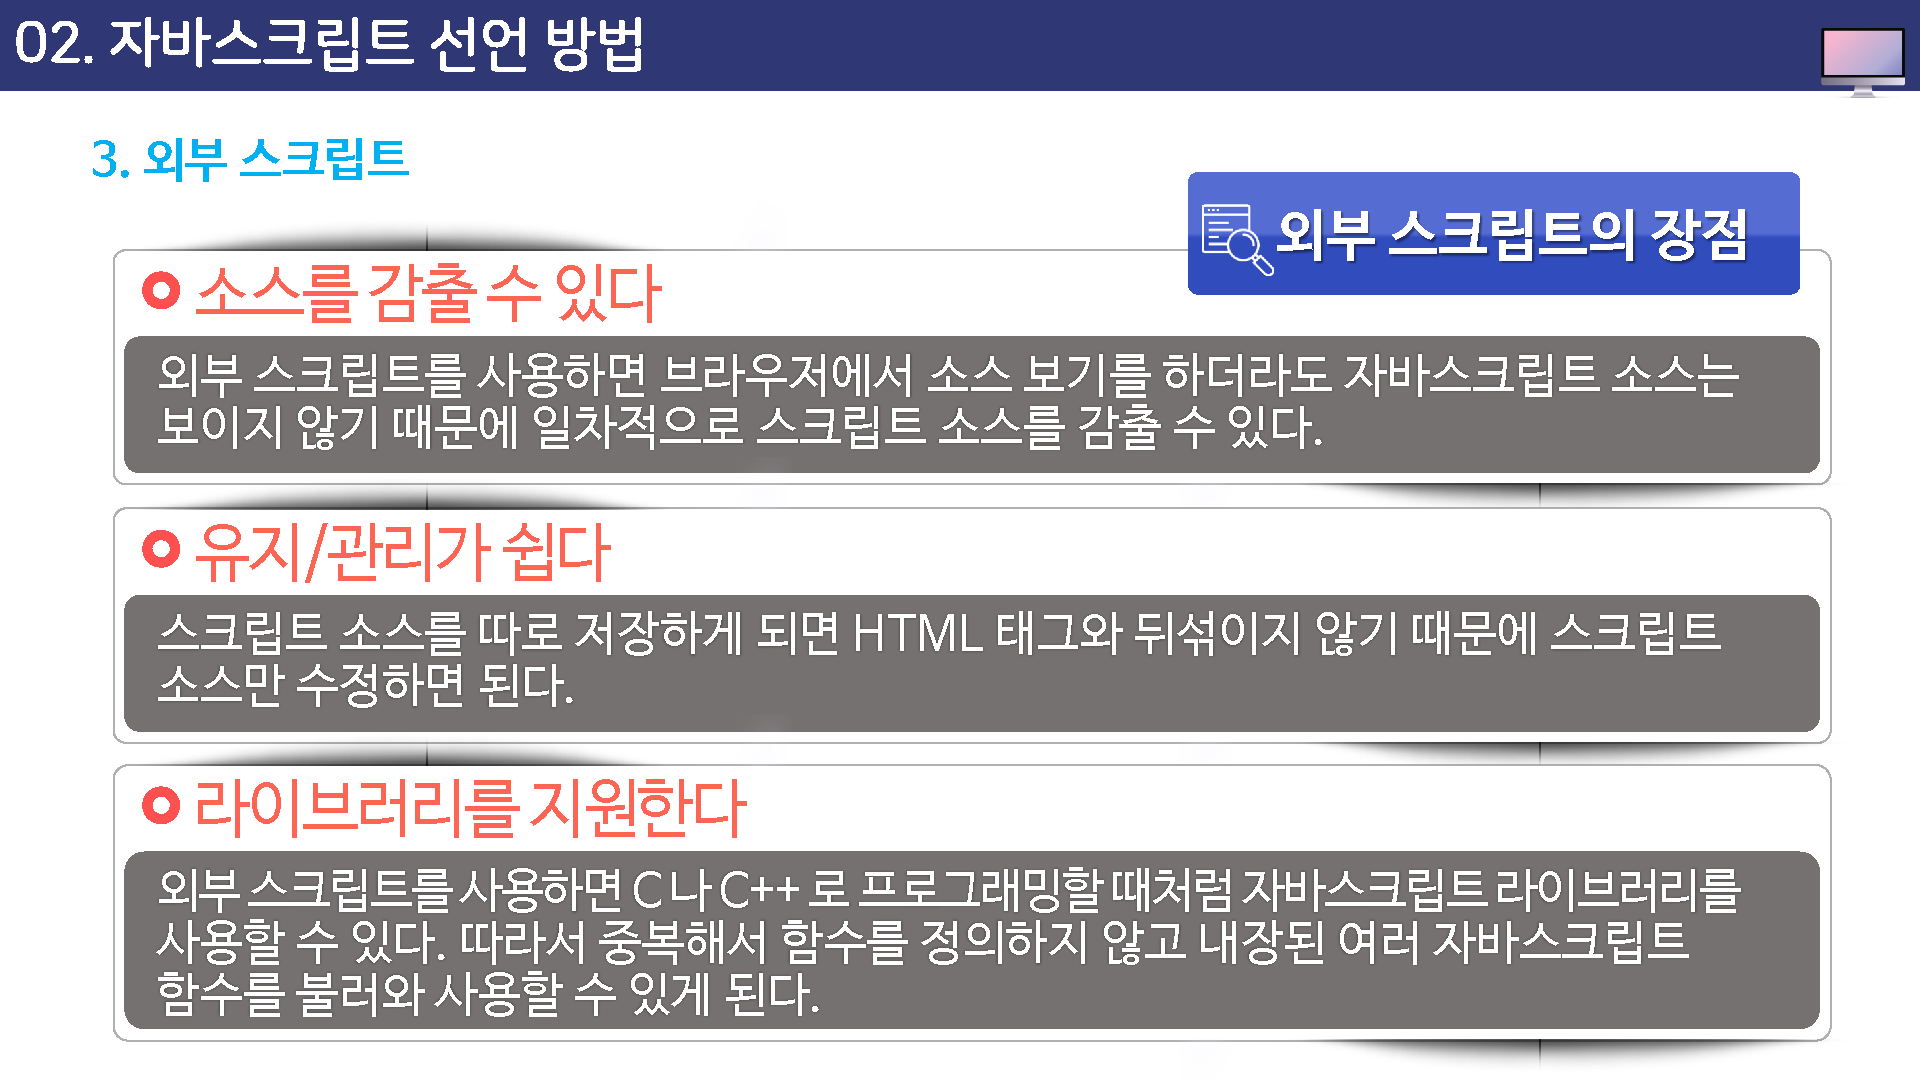 02. 자바스크립트 선언 방법
3. 외부 스크립트
외부 스크립트의 장점
소스를 감출 수 있다
외부 스크립트를 사용하면 브라우저에서 소스 보기를 하더라도 자바스크립트 소스는
보이지 않기 때문에 일차적으로 스크립트 소스를 감출 수 있다.
유지/관리가 쉽다
스크립트 소스를 따로 저장하게 되면 HTML 태그와 뒤섞이지 않기 때문에 스크립트
소스만 수정하면 된다.
라이브러리를 지원한다
외부 스크립트를 사용하면 C 나 C++ 로 프로그래밍할 때처럼 자바스크립트 라이브러리를
사용할 수 있다. 따라서 중복해서 함수를 정의하지 않고 내장된 여러 자바스크립트
함수를 불러와 사용할 수 있게 된다.